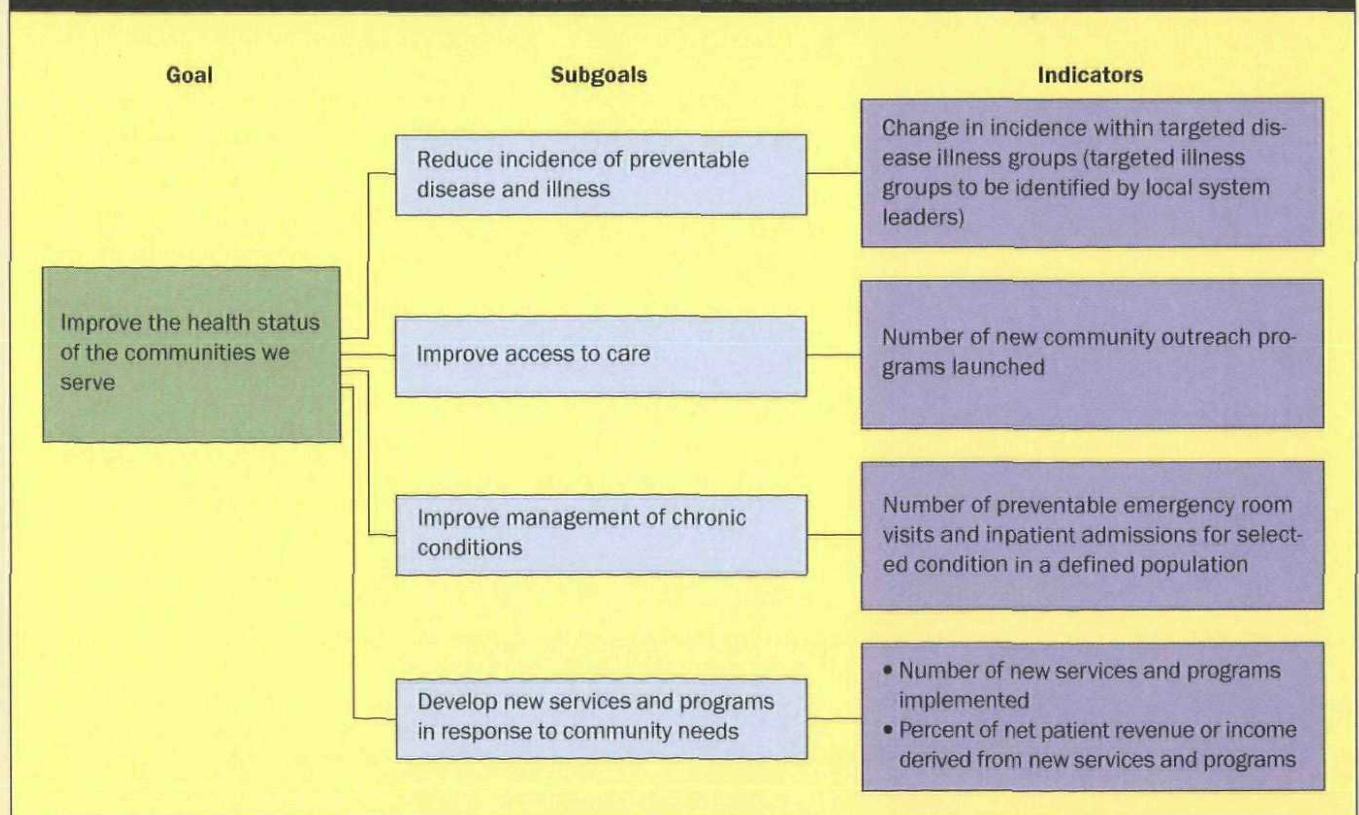 Goal
Subgoals
Indicators
Improve the health status
of the communities we
serve
Reduce incidence of preventable
disease and illness
Change in incidence within targeted dis-
ease illness groups (targeted illness
groups to be identified by local system
leaders)
Improve access to care
Number of new community outreach pro-
grams launched
Improve management of chronic
conditions
Number of preventable emergency room
visits and inpatient admissions for select-
ed condition in a defined population
Develop new services and programs
in response to community needs
• Number of new services and programs
implemented
• Percent of net patient revenue or income
derived from new services and programs